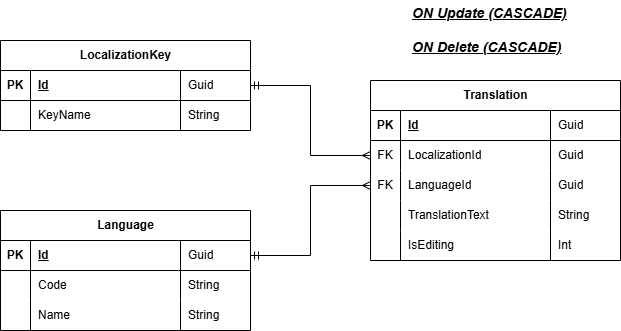 ON Update (CASCADE)
ON Delete (CASCADE)
LocalizationKey
PK Id Guid
KeyName String
Translation
PK Id Guid
FK LocalizationId Guid
FK LanguageId Guid
TranslationText String
IsEditing Int
Language
PK Id Guid
Code String
Name String